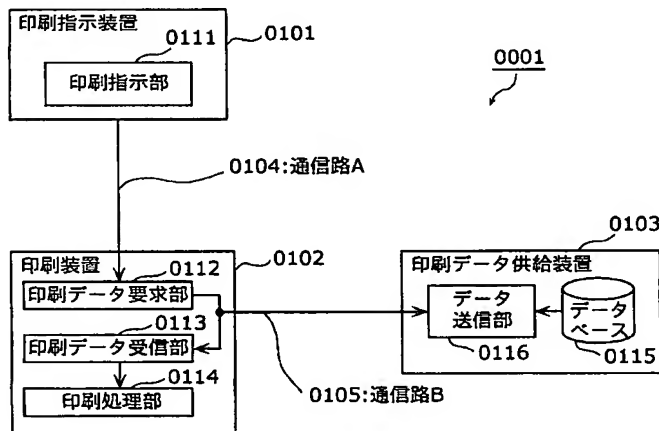 印刷指示装置
0101
0111
印刷指示部
0001
0104:通信路A
印刷装置
0102
0112
印刷データ要求部
0113
印刷データ受信部
0114
印刷処理部
0105:通信路B
0103
印刷データ供給装置
データ
送信部
0116
データ
ベース
0115